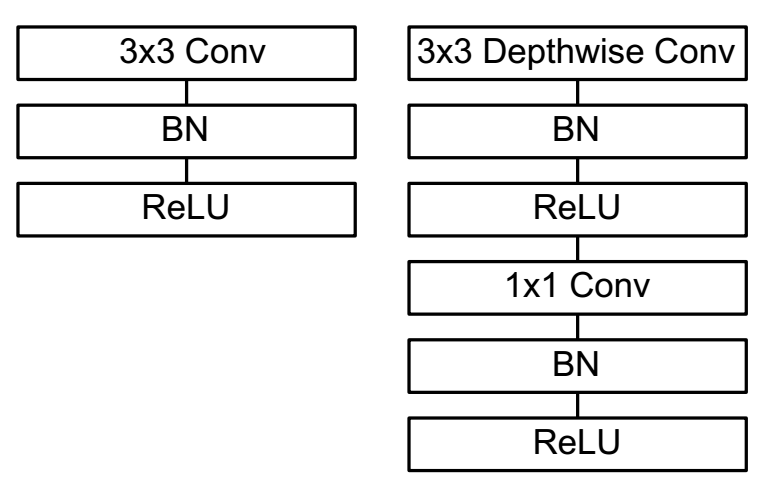 3x3 Conv
BN
ReLU
3x3 Depthwise Conv
BN
ReLU
1x1 Conv
BN
ReLU